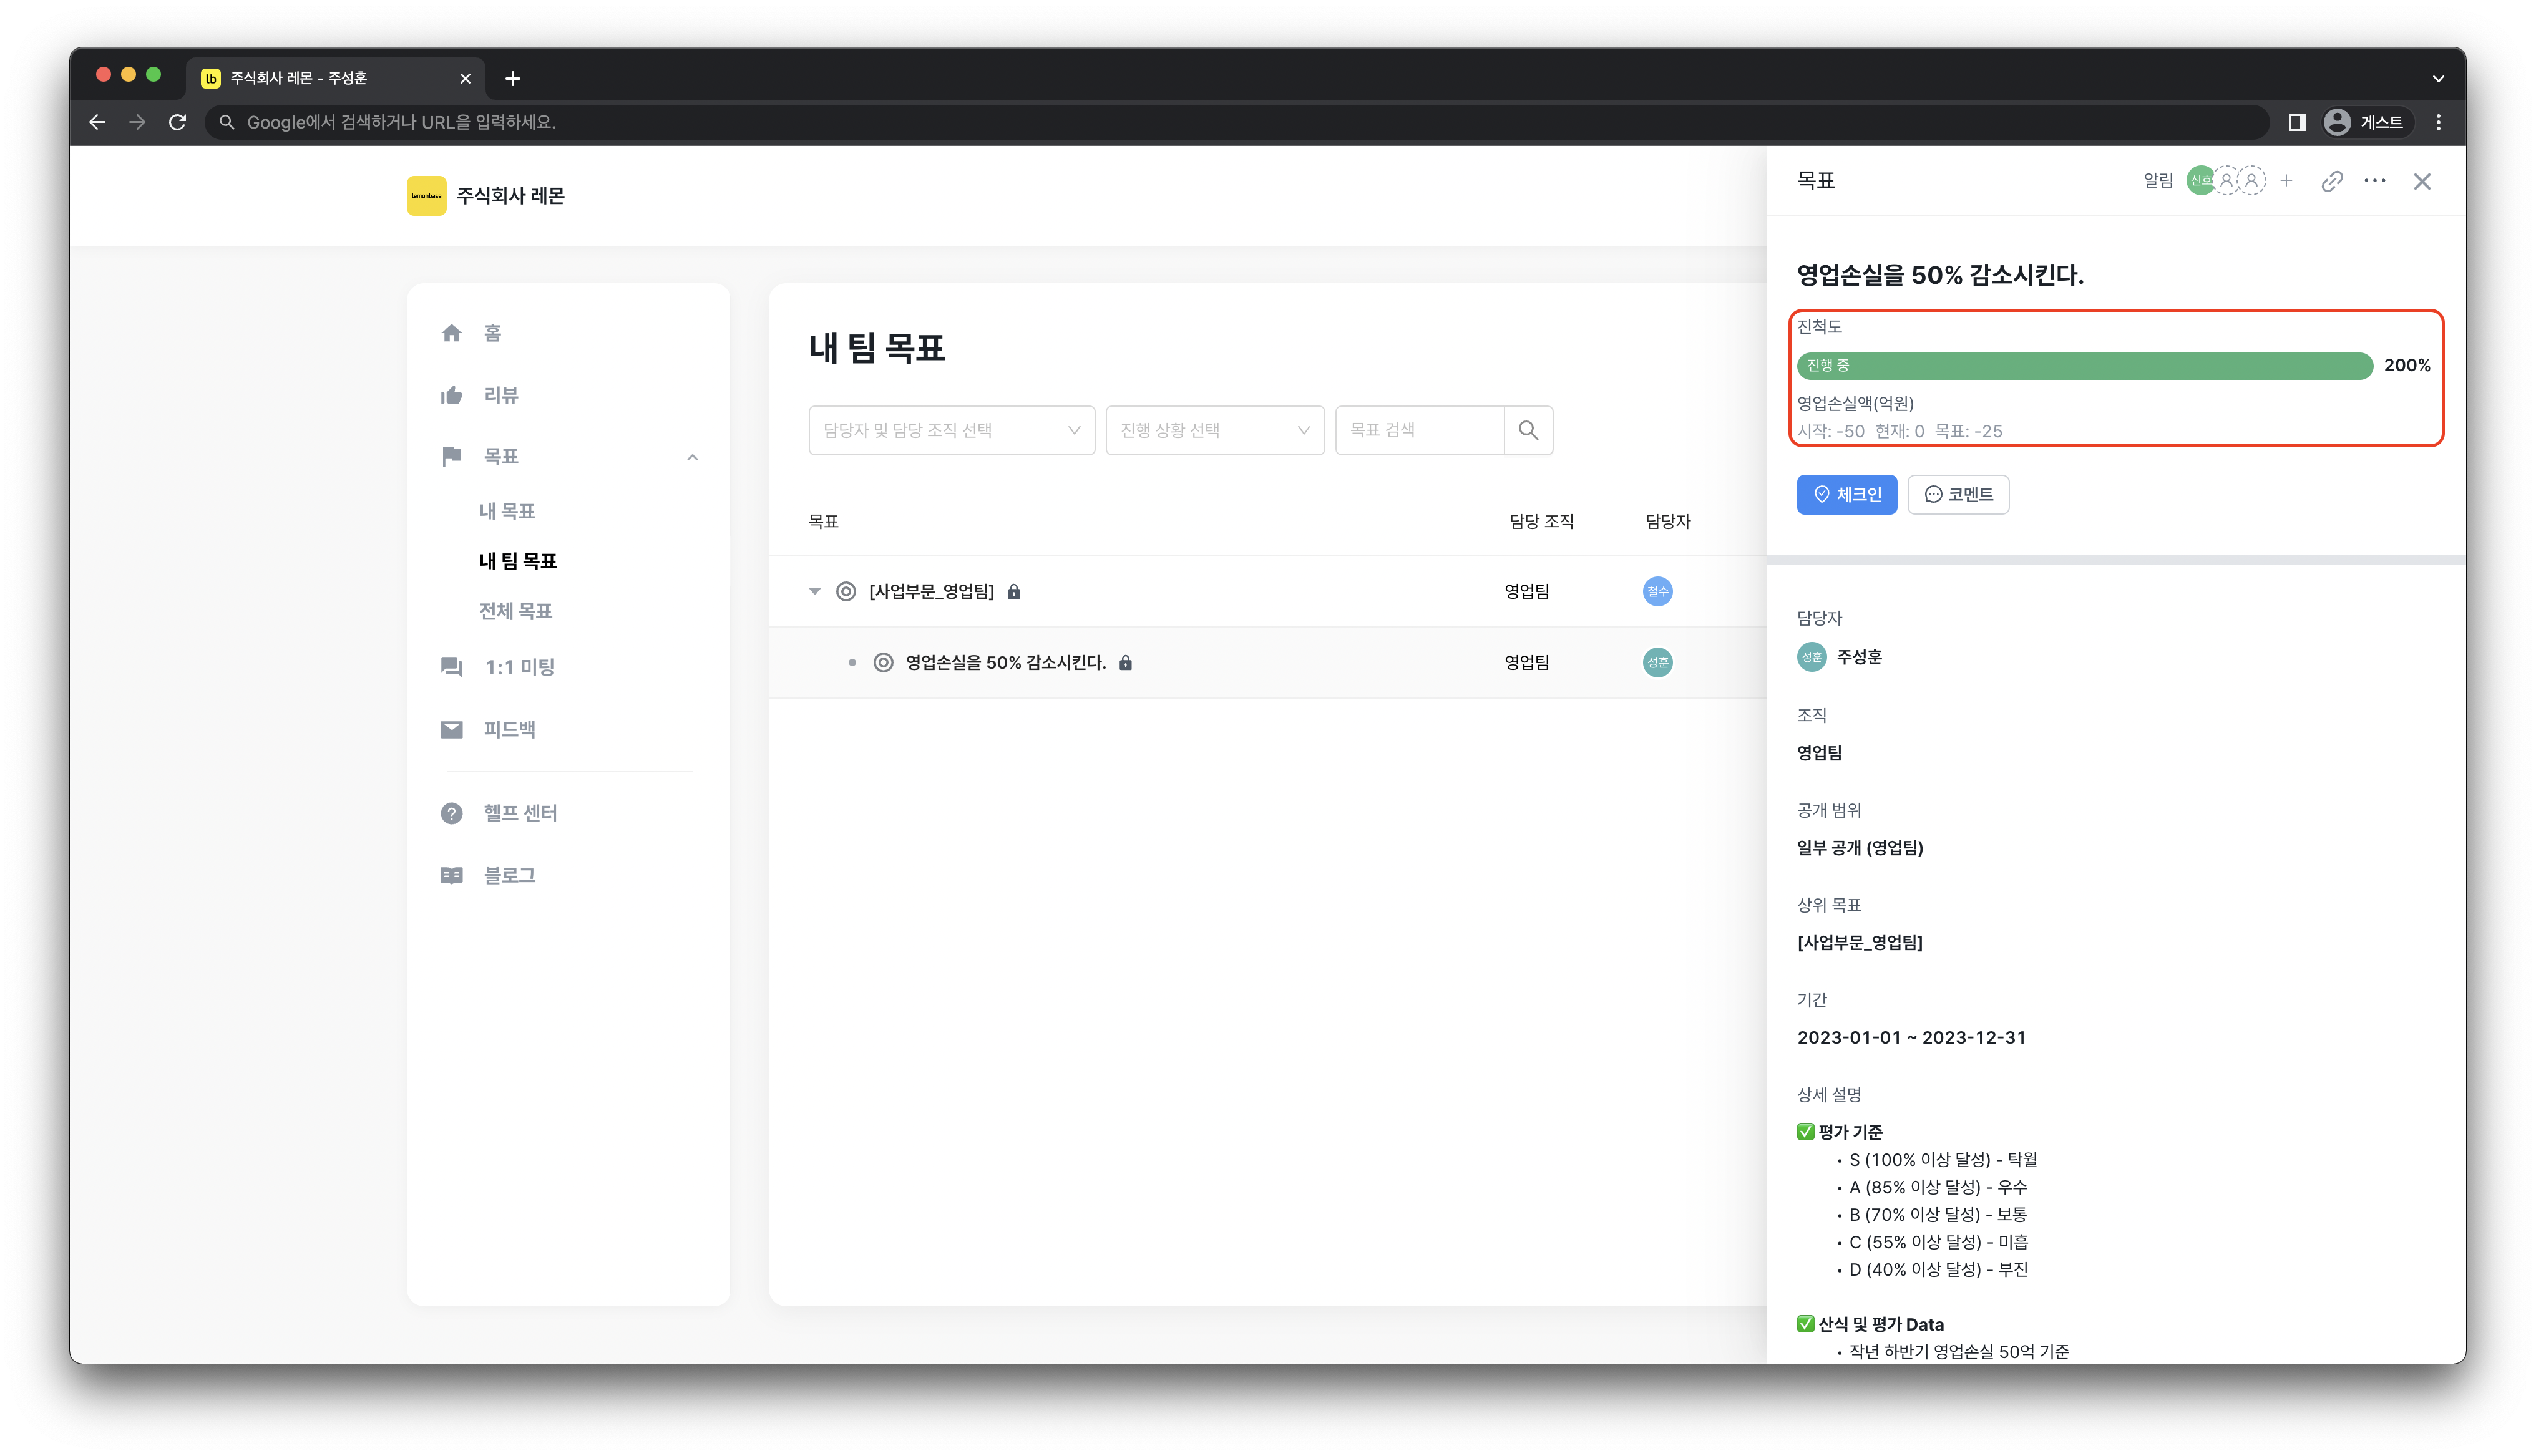 lb 주식회사 레몬 - 주성훈
Google에서 검색하거나 URL을 입력하세요.
게스트
lemonbase 주식회사 레몬
홈
리뷰
목표
내 목표
내 팀 목표
전체 목표
1:1 미팅
피드백
헬프 센터
블로그
내 팀 목표
담당자 및 담당 조직 선택
진행 상황 선택
목표 검색
목표 담당 조직 담당자
[사업부문_영업팀] 영업팀 철수
영업손실을 50% 감소시킨다. 영업팀 성훈
목표
알림 신호
영업손실을 50% 감소시킨다.
진척도
진행 중 200%
영업손실액(억원)
시작: -50 현재: 0 목표: -25
체크인 코멘트
담당자
성훈 주성훈
조직
영업팀
공개 범위
일부 공개 (영업팀)
상위 목표
[사업부문_영업팀]
기간
2023-01-01 ~ 2023-12-31
상세 설명
✅ 평가 기준
• S (100% 이상 달성) - 탁월
• A (85% 이상 달성) - 우수
• B (70% 이상 달성) - 보통
• C (55% 이상 달성) - 미흡
• D (40% 이상 달성) - 부진
✅ 산식 및 평가 Data
• 작년 하반기 영업손실 50억 기준